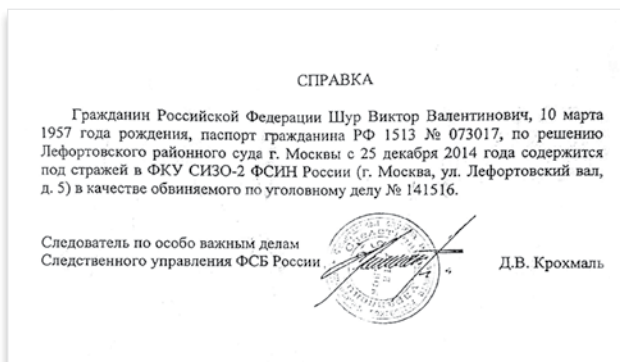 СПРАВКА
Гражданин Российской Федерации Шур Виктор Валентинович, 10 марта
1957 года рождения, паспорт гражданина РФ 1513 № 073017, по решению
Лефортовского районного суда г. Москвы с 25 декабря 2014 года содержится
под стражей в ФКУ СИЗО-2 ФСИН России (г. Москва, ул. Лефортовский вал,
д. 5) в качестве обвиняемого по уголовному делу № 141516.
Следователь по особо важным делам
Следственного управления ФСБ России
Д.В. Крохмаль